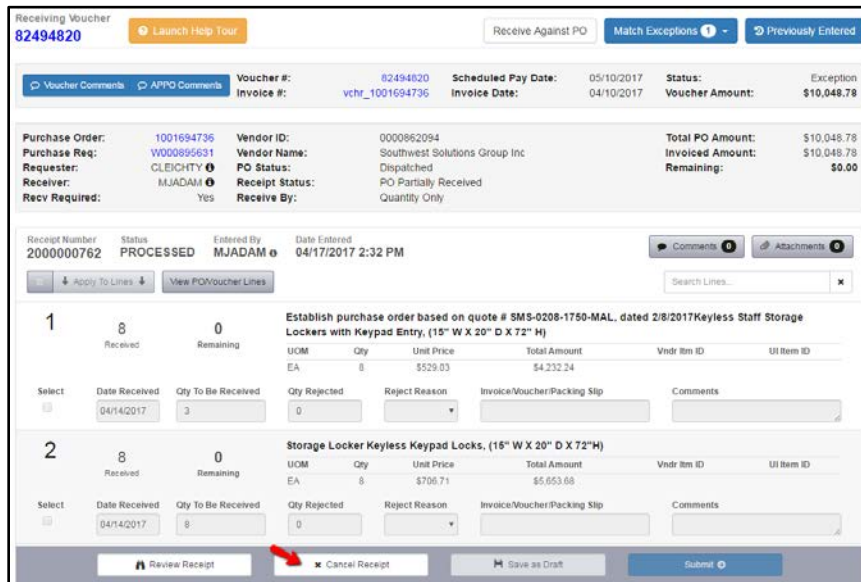 Receiving Voucher
82494820
Launch Help Tour
Receive Against PO
Match Exceptions 1
Previously Entered
Voucher Comments
APPO Comments
Voucher #: 82494820 Scheduled Pay Date: 05/10/2017 Status: Exception
Invoice #: vchr_1001694736 Invoice Date: 04/10/2017 Voucher Amount: $10,048.78
Purchase Order: 1001694736 Vendor ID: 0000862094 Total PO Amount: $10,048.78
Purchase Req: W000895631 Vendor Name: Southwest Solutions Group Inc Invoiced Amount: $10,048.78
Requester: CLEICHTY PO Status: Dispatched Remaining: $0.00
Receiver: MJADAM Receipt Status: PO Partially Received
Recv Required: Yes Receive By: Quantity Only
Receipt Number Status Entered By Date Entered
2000000762 PROCESSED MJADAM 04/17/2017 2:32 PM
Comments 0
Attachments 0
Apply To Lines
View PO/Voucher Lines
Search Lines...
1
8 Received
0 Remaining
Establish purchase order based on quote # SMS-0208-1750-MAL, dated 2/8/2017Keyless Staff Storage
Lockers with Keypad Entry, (15" W X 20" D X 72" H)
UOM Qty Unit Price Total Amount Vndr Itm ID UI Item ID
EA 8 $529.03 $4,232.24
Select Date Received Qty To Be Received Qty Rejected Reject Reason Invoice/Voucher/Packing Slip Comments
04/14/2017 3 0
2
8 Received
0 Remaining
Storage Locker Keyless Keypad Locks, (15" W X 20" D X 72"H)
UOM Qty Unit Price Total Amount Vndr Itm ID UI Item ID
EA 8 $706.71 $5,653.68
Select Date Received Qty To Be Received Qty Rejected Reject Reason Invoice/Voucher/Packing Slip Comments
04/14/2017 8 0
Review Receipt
Cancel Receipt
Save as Draft
Submit